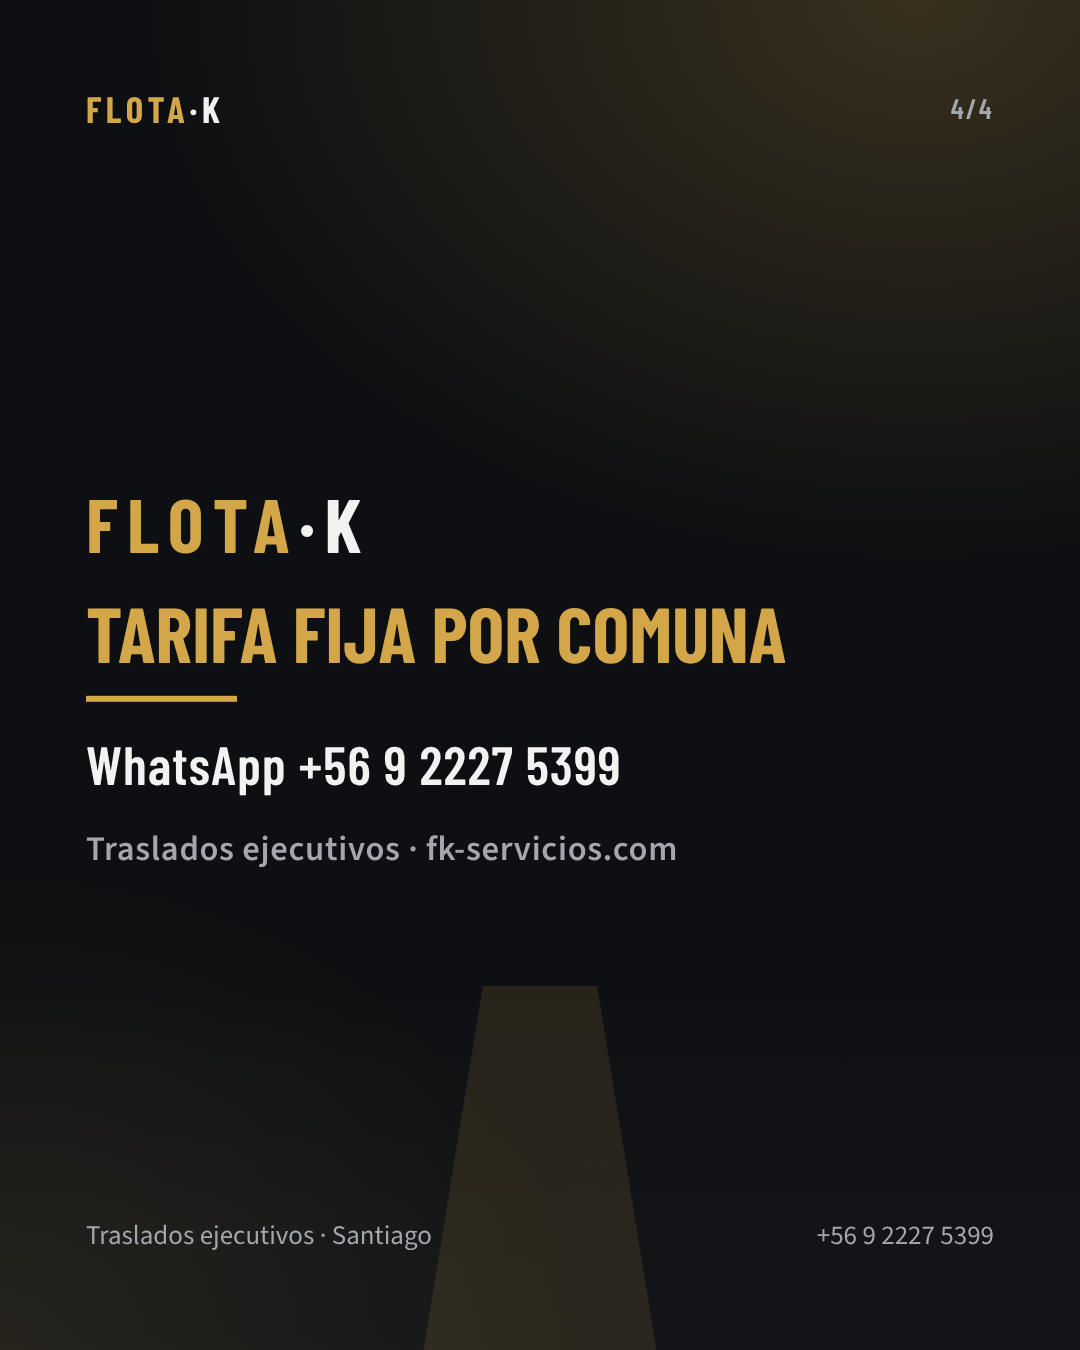 FLOTA·K
4/4
FLOTA·K
TARIFA FIJA POR COMUNA
WhatsApp +56 9 2227 5399
Traslados ejecutivos · fk-servicios.com
Traslados ejecutivos · Santiago
+56 9 2227 5399